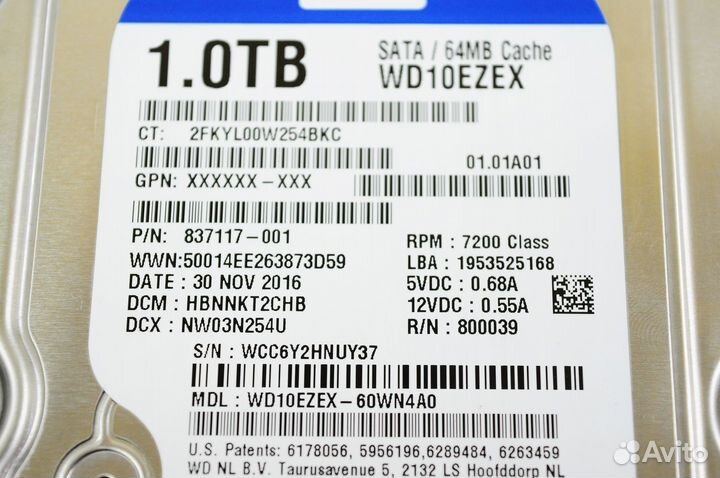 1.0TB
SATA / 64MB Cache
WD10EZEX
CT: 2FKYL00W254BKC
01.01A01
GPN: XXXXXX-XXX
P/N: 837117-001
WWN:50014EE263873D59
DATE: 30 NOV 2016
DCM: HBNNKT2CHB
DCX: NW03N254U
RPM : 7200 Class
LBA : 1953525168
5VDC: 0.68A
12VDC: 0.55A
R/N: 800039
S/N : WCC6Y2HNUY37
MDL: WD10EZEX-60WN4A0
U.S. Patents: 6178056, 5956196,6289484, 6263459
WD NL B.V. Taurusavenue 5, 2132 LS Hoofddorp NL
Avito